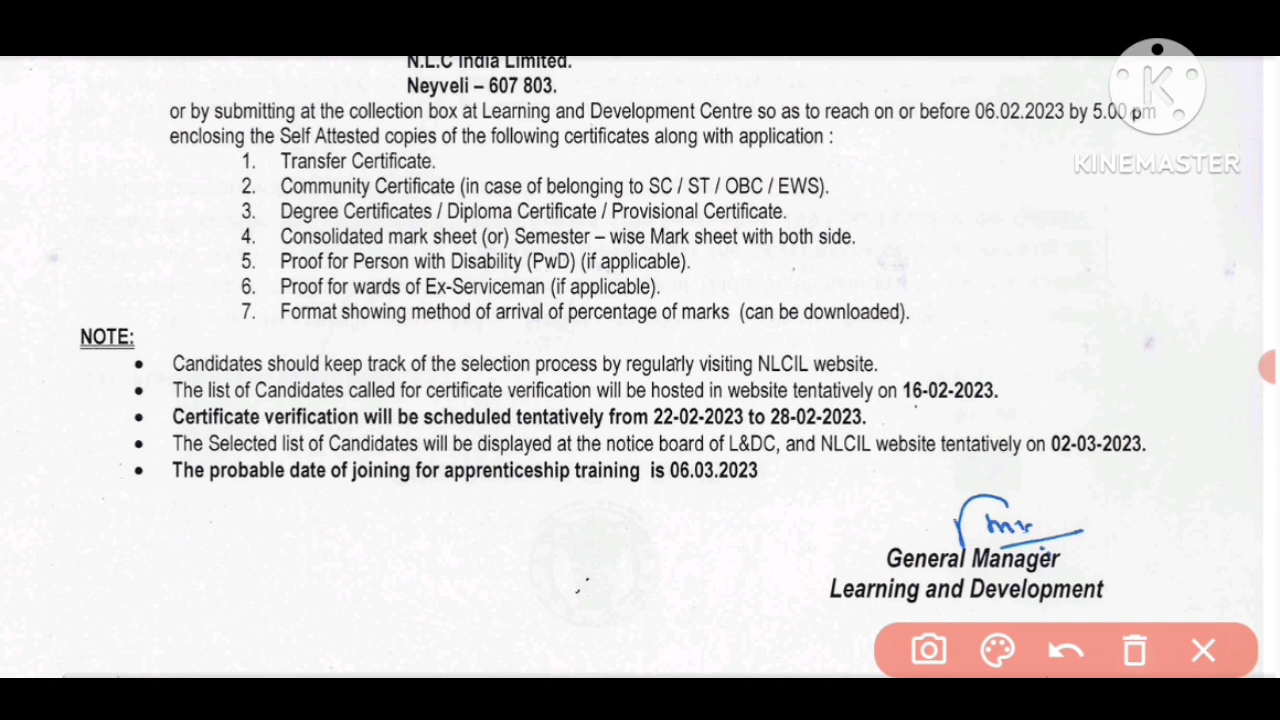 N.L.C India Limited.
Neyveli – 607 803.
or by submitting at the collection box at Learning and Development Centre so as to reach on or before 06.02.2023 by 5.00 pm
enclosing the Self Attested copies of the following certificates along with application :
1. Transfer Certificate.
2. Community Certificate (in case of belonging to SC / ST / OBC / EWS).
3. Degree Certificates / Diploma Certificate / Provisional Certificate.
4. Consolidated mark sheet (or) Semester – wise Mark sheet with both side.
5. Proof for Person with Disability (PwD) (if applicable).
6. Proof for wards of Ex-Serviceman (if applicable).
7. Format showing method of arrival of percentage of marks (can be downloaded).
NOTE:
• Candidates should keep track of the selection process by regularly visiting NLCIL website.
• The list of Candidates called for certificate verification will be hosted in website tentatively on 16-02-2023.
• Certificate verification will be scheduled tentatively from 22-02-2023 to 28-02-2023.
• The Selected list of Candidates will be displayed at the notice board of L&DC, and NLCIL website tentatively on 02-03-2023.
• The probable date of joining for apprenticeship training is 06.03.2023
General Manager
Learning and Development
K
KINEMASTER